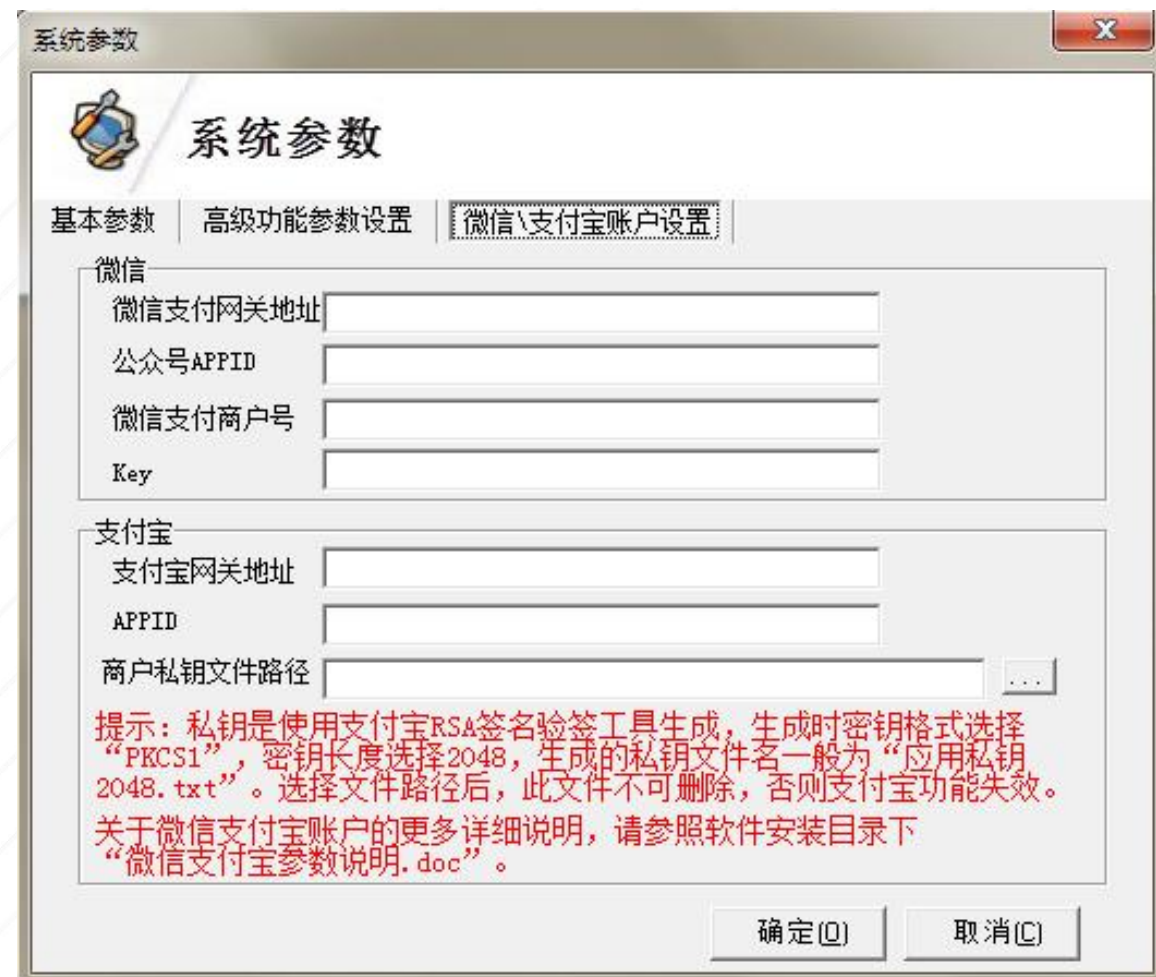 系统参数
系统参数
基本参数 高级功能参数设置 微信\支付宝账户设置
微信
微信支付网关地址
公众号APPID
微信支付商户号
Key
支付宝
支付宝网关地址
APPID
商户私钥文件路径 ...
提示：私钥是使用支付宝RSA签名验签工具生成，生成时密钥格式选择
“PKCS1”，密钥长度选择2048，生成的私钥文件名一般为“应用私钥
2048.txt”。选择文件路径后，此文件不可删除，否则支付宝功能失效。
关于微信支付宝账户的更多详细说明，请参照软件安装目录下
“微信支付宝参数说明.doc”。
确定(O) 取消(C)